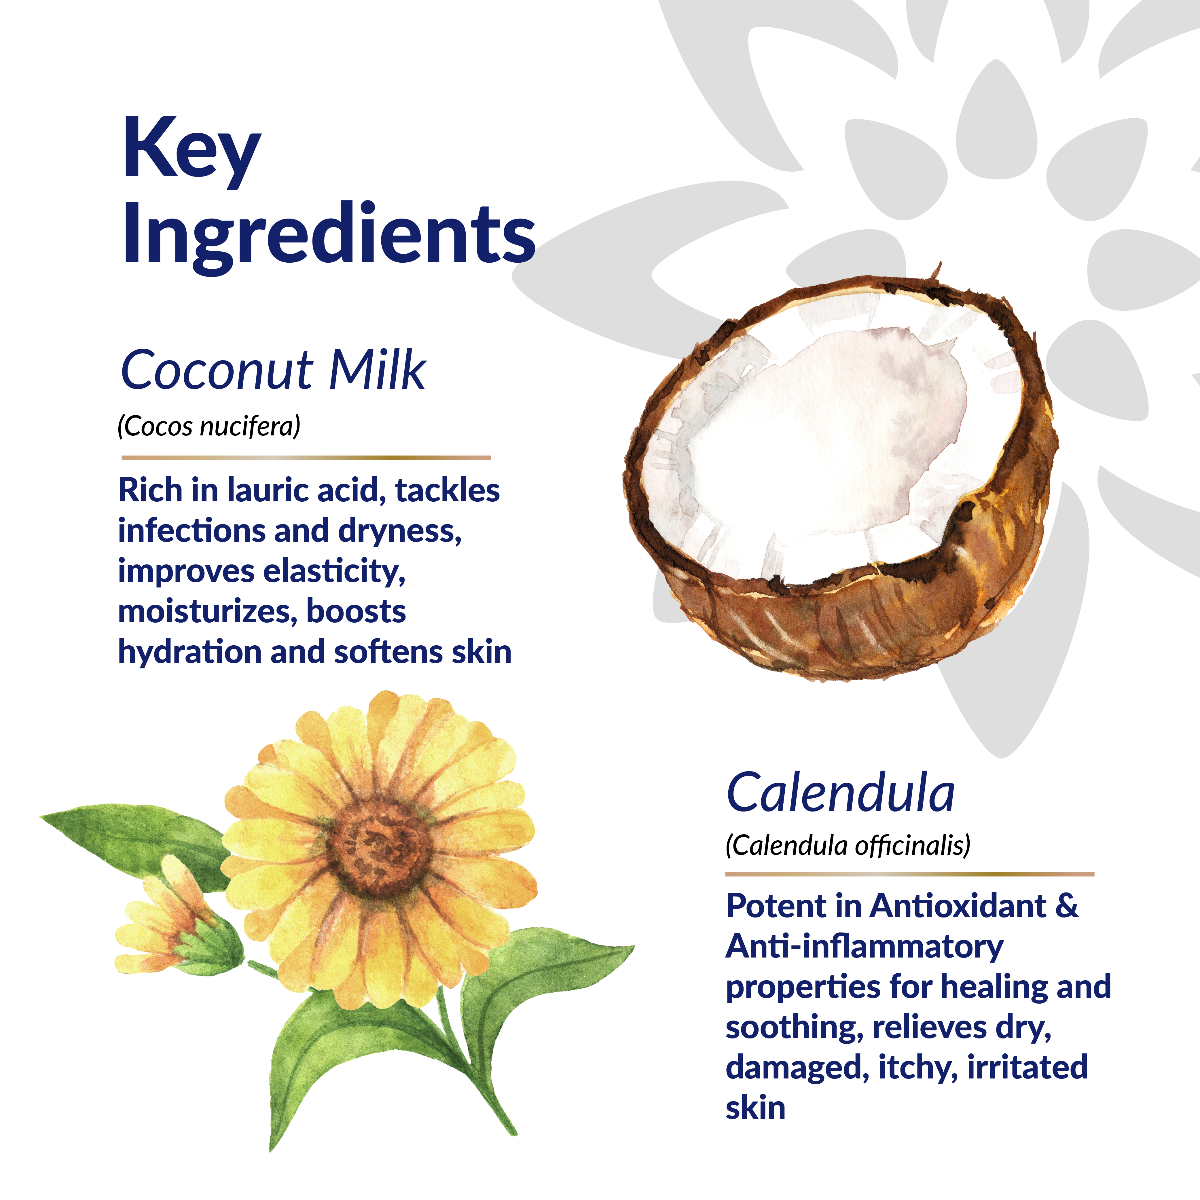 Key
Ingredients
Coconut Milk
(Cocos nucifera)
Rich in lauric acid, tackles
infections and dryness,
improves elasticity,
moisturizes, boosts
hydration and softens skin
Calendula
(Calendula officinalis)
Potent in Antioxidant &
Anti-inflammatory
properties for healing and
soothing, relieves dry,
damaged, itchy, irritated
skin